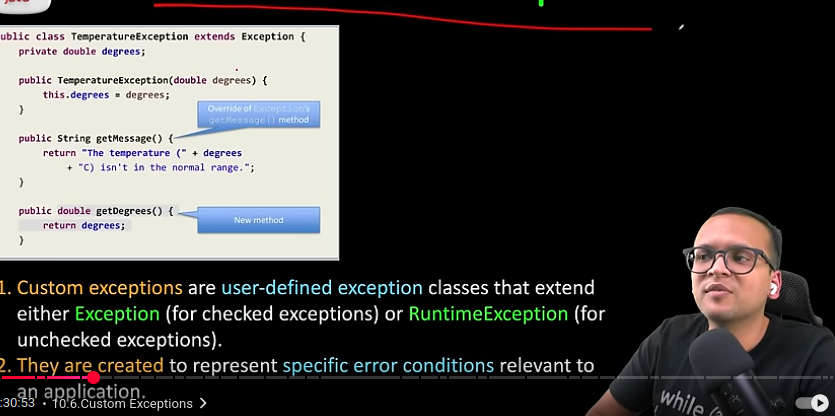 java
ublic class TemperatureException extends Exception {
private double degrees;
public TemperatureException(double degrees) {
this.degrees = degrees;
}
Override of Exception's
getMessage() method
public String getMessage() {
return "The temperature (" + degrees
+ "C) isn't in the normal range.";
}
public double getDegrees() {
New method
return degrees;
}
1. Custom exceptions are user-defined exception classes that extend
either Exception (for checked exceptions) or RuntimeException (for
unchecked exceptions).
2. They are created to represent specific error conditions relevant to
an application.
:30:53 • 10.6.Custom Exceptions >
while (